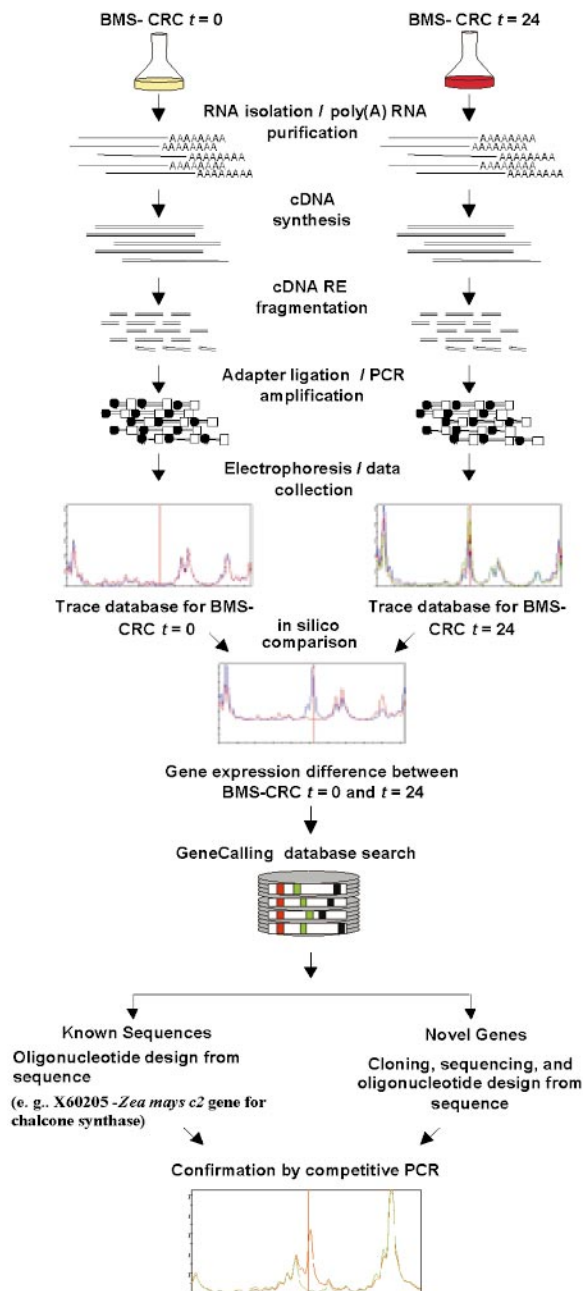 BMS- CRC t = 0
BMS- CRC t = 24
RNA isolation / poly(A) RNA
purification
AAAAAAAA
AAAAAAAA
AAAAAAAA
AAAAAAAA
AAAAAAAA
AAAAAAAA
AAAAAAAA
AAAAAAAA
AAAAAAAA
AAAAAAAA
cDNA
synthesis
cDNA RE
fragmentation
Adapter ligation / PCR
amplification
Electrophoresis / data
collection
Trace database for BMS-
CRC t = 0
in silico
comparison
Trace database for BMS-
CRC t = 24
Gene expression difference between
BMS-CRC t = 0 and t = 24
GeneCalling database search
Known Sequences
Oligonucleotide design from
sequence
(e. g.. X60205 -Zea mays c2 gene for
chalcone synthase)
Novel Genes
Cloning, sequencing, and
oligonucleotide design from
sequence
Confirmation by competitive PCR